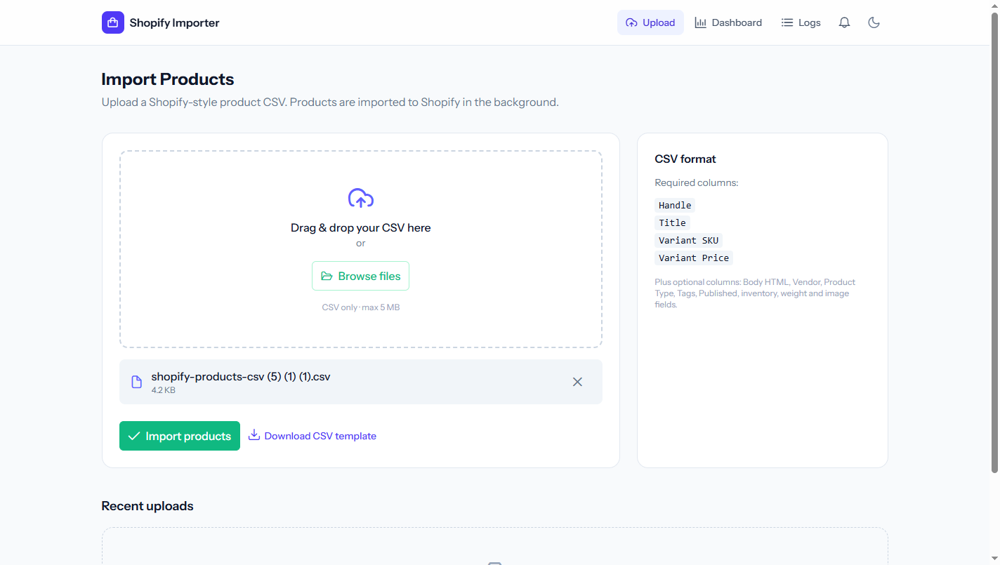 Shopify Importer
Upload
Dashboard
Logs
Import Products
Upload a Shopify-style product CSV. Products are imported to Shopify in the background.
Drag & drop your CSV here
or
Browse files
CSV only · max 5 MB
shopify-products-csv (5) (1) (1).csv
4.2 KB
Import products
Download CSV template
CSV format
Required columns:
Handle
Title
Variant SKU
Variant Price
Plus optional columns: Body HTML, Vendor, Product
Type, Tags, Published, inventory, weight and image
fields.
Recent uploads